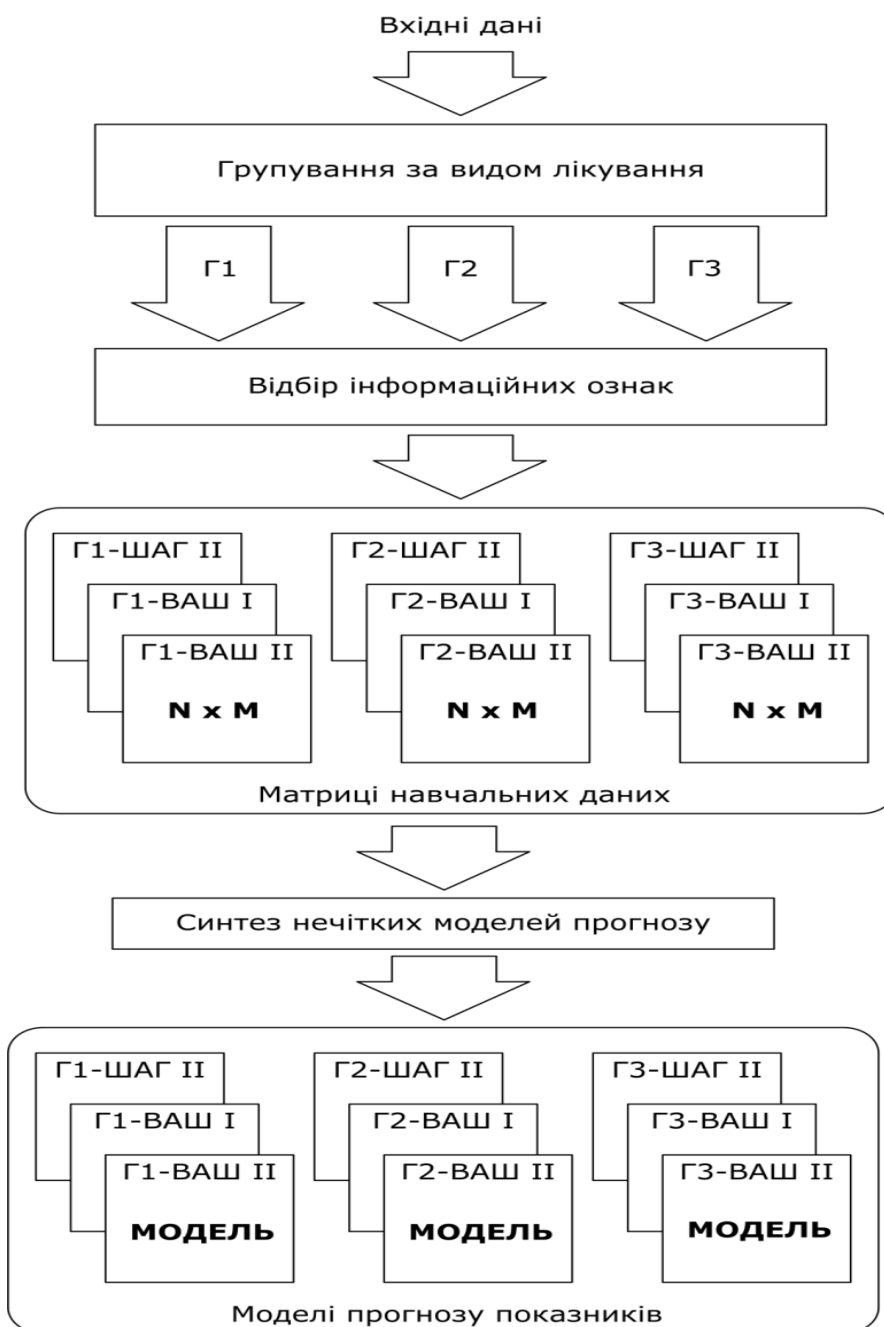 Вхідні дані
Групування за видом лікування
Г1 Г2 Г3
Відбір інформаційних ознак
Г1-ШАГ II Г2-ШАГ II Г3-ШАГ II
Г1-ВАШ I Г2-ВАШ I Г3-ВАШ I
Г1-ВАШ II Г2-ВАШ II Г3-ВАШ II
N x M N x M N x M
Матриці навчальних даних
Синтез нечітких моделей прогнозу
Г1-ШАГ II Г2-ШАГ II Г3-ШАГ II
Г1-ВАШ I Г2-ВАШ I Г3-ВАШ I
Г1-ВАШ II Г2-ВАШ II Г3-ВАШ II
МОДЕЛЬ МОДЕЛЬ МОДЕЛЬ
Моделі прогнозу показників